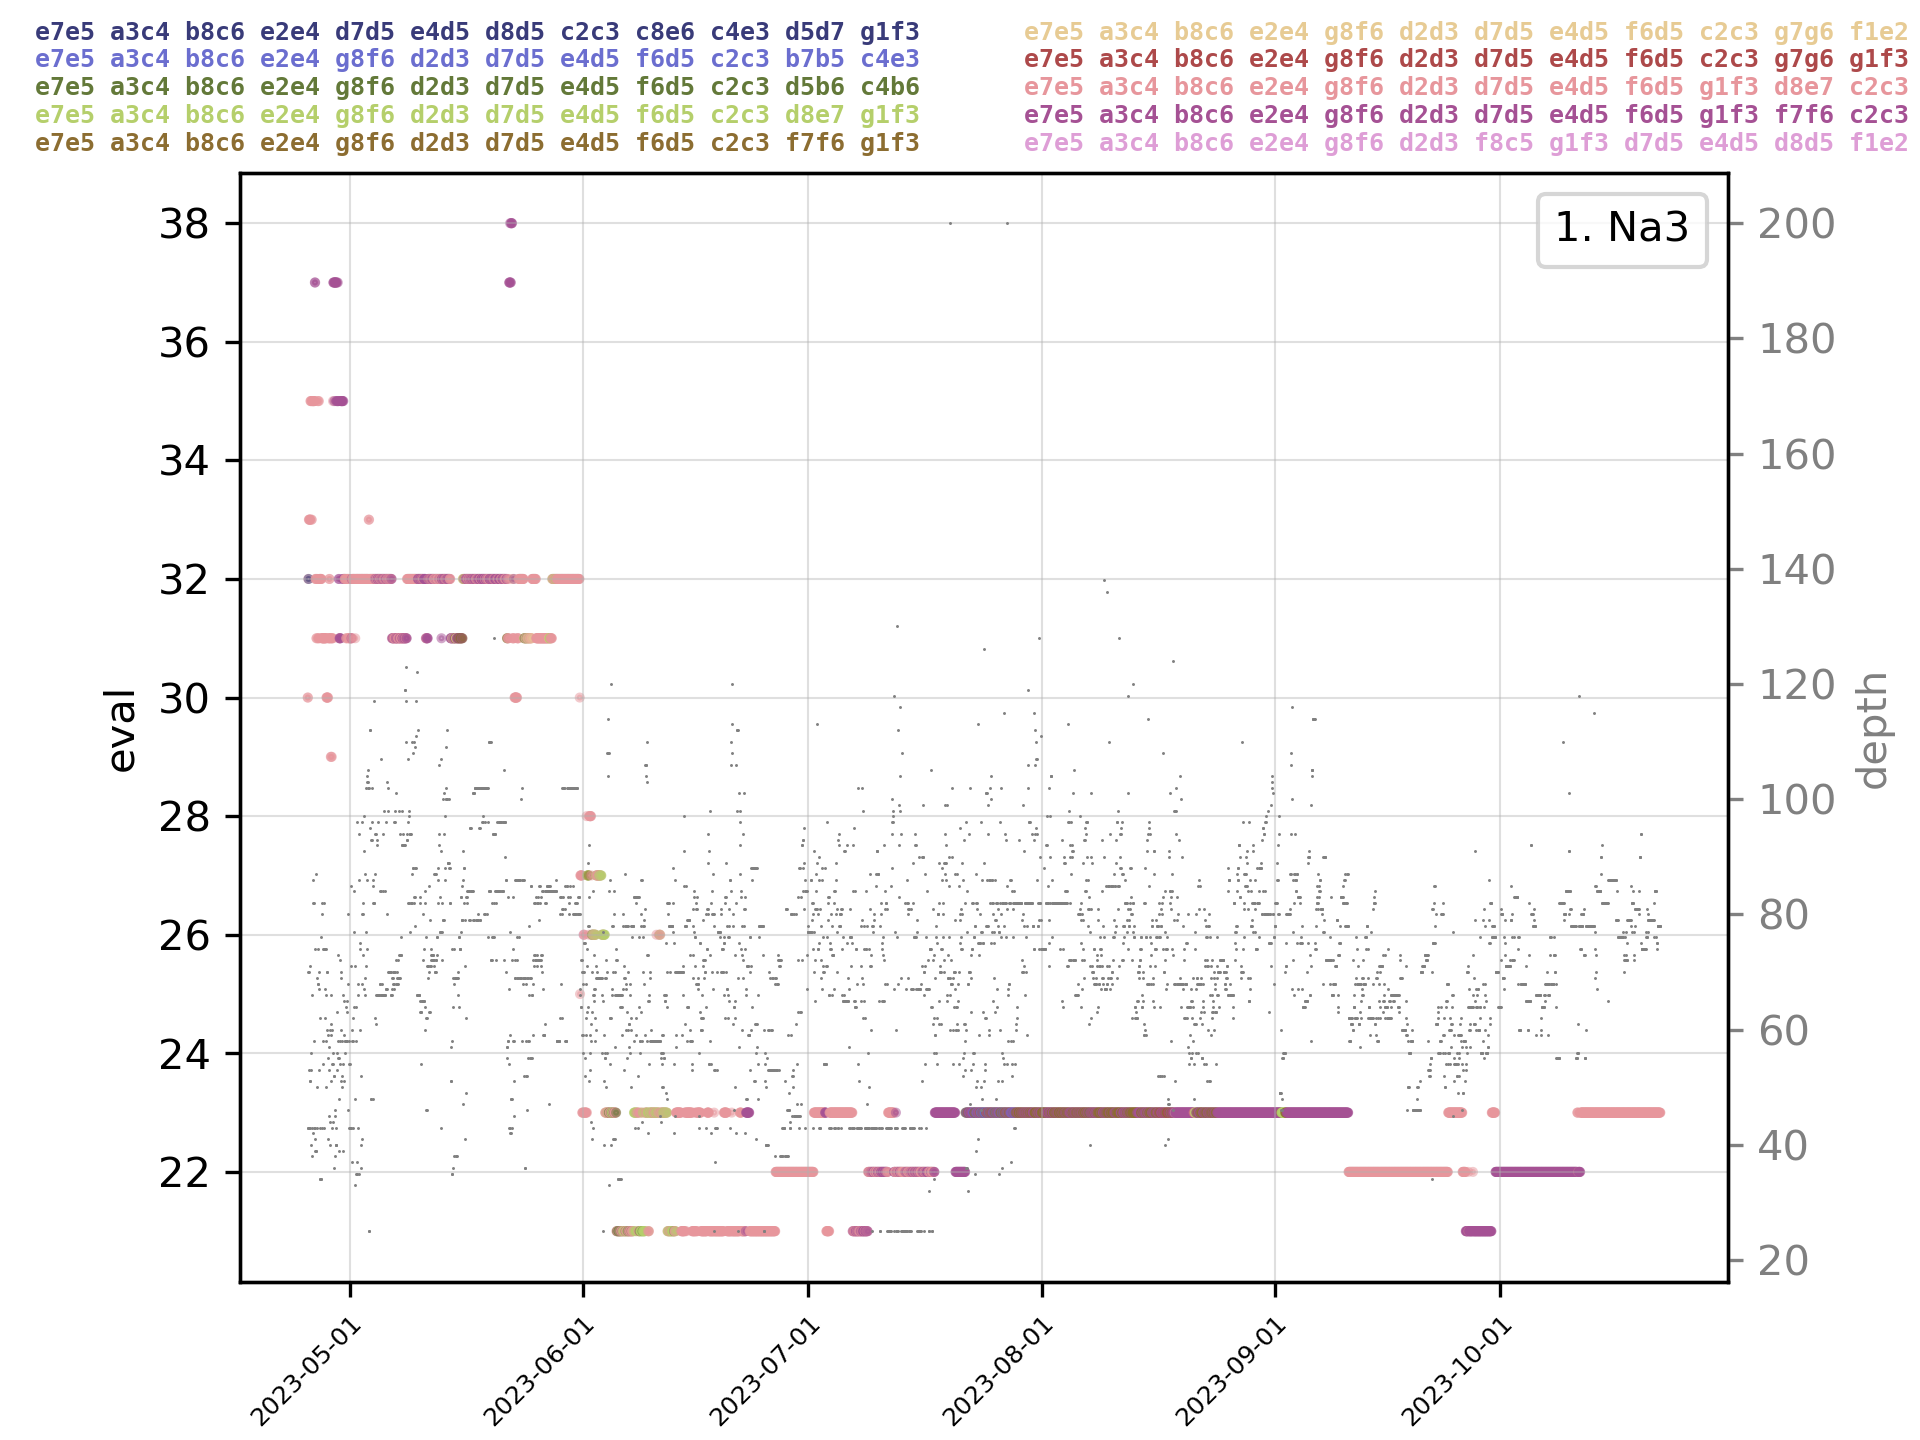 e7e5 a3c4 b8c6 e2e4 d7d5 e4d5 d8d5 c2c3 c8e6 c4e3 d5d7 g1f3
e7e5 a3c4 b8c6 e2e4 g8f6 d2d3 d7d5 e4d5 f6d5 c2c3 b7b5 c4e3
e7e5 a3c4 b8c6 e2e4 g8f6 d2d3 d7d5 e4d5 f6d5 c2c3 d5b6 c4b6
e7e5 a3c4 b8c6 e2e4 g8f6 d2d3 d7d5 e4d5 f6d5 c2c3 d8e7 g1f3
e7e5 a3c4 b8c6 e2e4 g8f6 d2d3 d7d5 e4d5 f6d5 c2c3 f7f6 g1f3
e7e5 a3c4 b8c6 e2e4 g8f6 d2d3 d7d5 e4d5 f6d5 c2c3 g7g6 f1e2
e7e5 a3c4 b8c6 e2e4 g8f6 d2d3 d7d5 e4d5 f6d5 c2c3 g7g6 g1f3
e7e5 a3c4 b8c6 e2e4 g8f6 d2d3 d7d5 e4d5 f6d5 g1f3 d8e7 c2c3
e7e5 a3c4 b8c6 e2e4 g8f6 d2d3 d7d5 e4d5 f6d5 g1f3 f7f6 c2c3
e7e5 a3c4 b8c6 e2e4 g8f6 d2d3 f8c5 g1f3 d7d5 e4d5 d8d5 f1e2
1. Na3
eval
38
36
34
32
30
28
26
24
22
200
180
160
140
120
100
80
60
40
20
depth
2023-05-01
2023-06-01
2023-07-01
2023-08-01
2023-09-01
2023-10-01